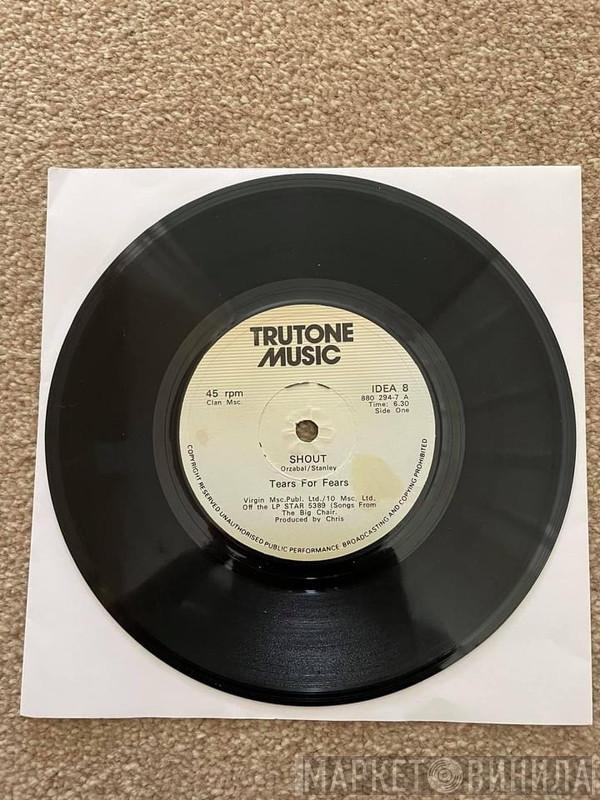 TRUTONE
MUSIC
45 rpm
Clan Msc.
IDEA 8
880 294-7 A
Time: 6.30
Side One
SHOUT
Orzabal/Stanley
Tears For Fears
Virgin Msc.Publ. Ltd./10 Msc. Ltd.
Off the LP STAR 5389 (Songs From
The Big Chair.
Produced by Chris
COPYRIGHT RESERVED UNAUTHORISED PUBLIC PERFORMANCE BROADCASTING AND COPYING PROHIBITED
МАРКЕТ ВИНИЛА